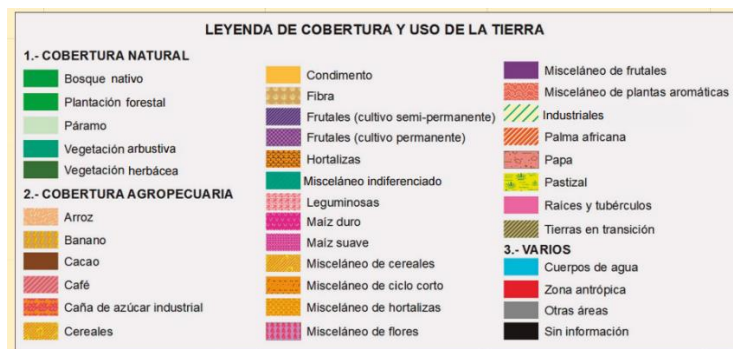 LEYENDA DE COBERTURA Y USO DE LA TIERRA
1.- COBERTURA NATURAL
Bosque nativo
Plantación forestal
Páramo
Vegetación arbustiva
Vegetación herbácea
2.- COBERTURA AGROPECUARIA
Arroz
Banano
Cacao
Café
Caña de azúcar industrial
Cereales
Condimento
Fibra
Frutales (cultivo semi-permanente)
Frutales (cultivo permanente)
Hortalizas
Misceláneo indiferenciado
Leguminosas
Maíz duro
Maíz suave
Misceláneo de cereales
Misceláneo de ciclo corto
Misceláneo de hortalizas
Misceláneo de flores
Misceláneo de frutales
Misceláneo de plantas aromáticas
Industriales
Palma africana
Papa
Pastizal
Raíces y tubérculos
Tierras en transición
3.- VARIOS
Cuerpos de agua
Zona antrópica
Otras áreas
Sin información